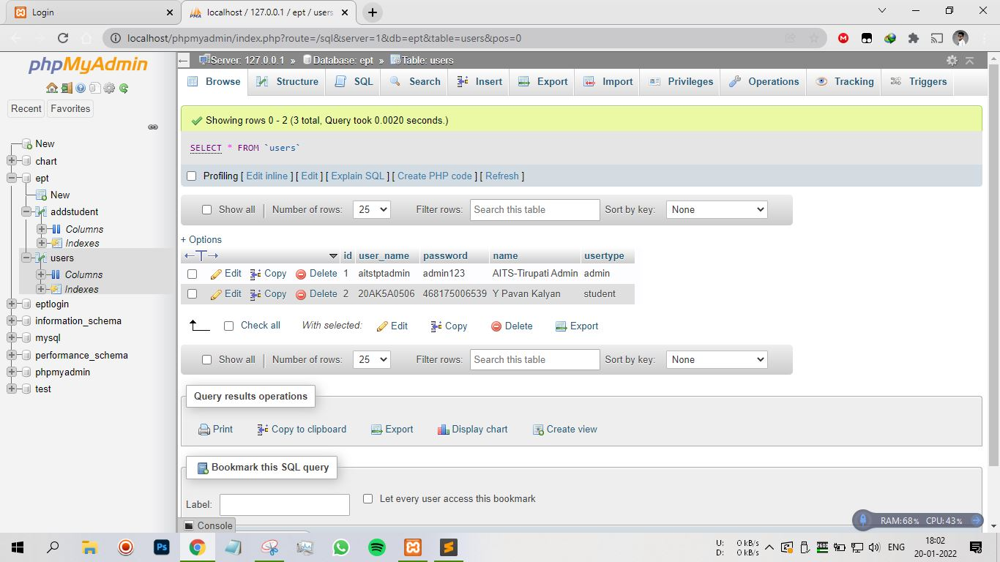 Login
localhost / 127.0.0.1 / ept / users
localhost/phpmyadmin/index.php?route=/sql&server=1&db=ept&table=users&pos=0
phpMyAdmin
Recent Favorites
New
chart
ept
New
addstudent
Columns
Indexes
users
Columns
Indexes
eptlogin
information_schema
mysql
performance_schema
phpmyadmin
test
Server: 127.0.0.1 » Database: ept » Table: users
Browse Structure SQL Search Insert Export Import Privileges Operations Tracking Triggers
Showing rows 0 - 2 (3 total, Query took 0.0020 seconds.)
SELECT * FROM `users`
Profiling [ Edit inline ] [ Edit ] [ Explain SQL ] [ Create PHP code ] [ Refresh ]
Show all Number of rows: 25 Filter rows: Search this table Sort by key: None
+ Options
id user_name password name usertype
Edit Copy Delete 1 aitstptadmin admin123 AITS-Tirupati Admin admin
Edit Copy Delete 2 20AK5A0506 468175006539 Y Pavan Kalyan student
Check all With selected: Edit Copy Delete Export
Show all Number of rows: 25 Filter rows: Search this table Sort by key: None
Query results operations
Print Copy to clipboard Export Display chart Create view
Bookmark this SQL query
Label: Let every user access this bookmark
Console
RAM:68% CPU:43%
U: 0 kB/s
D: 0 kB/s
ENG
18:02
20-01-2022